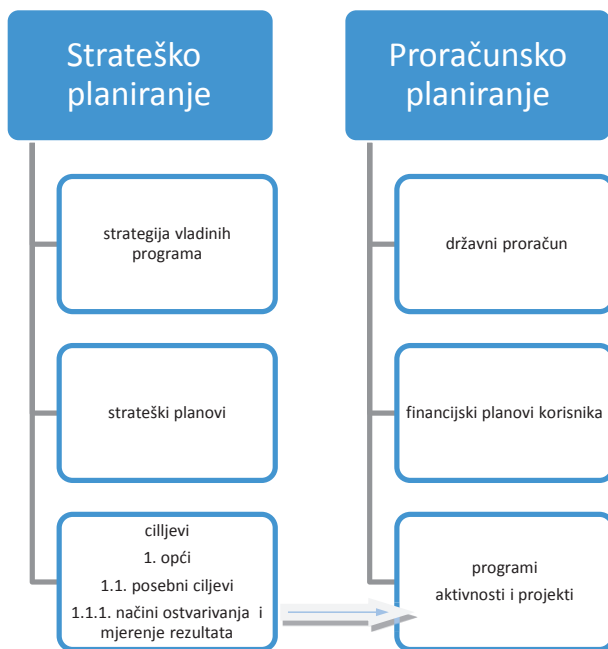 Strateško
planiranje
strategija vladinih
programa
strateški planovi
cilljevi
1. opći
1.1. posebni ciljevi
1.1.1. načini ostvarivanja i
mjerenje rezultata
Proračunsko
planiranje
državni proračun
financijski planovi korisnika
programi
aktivnosti i projekti